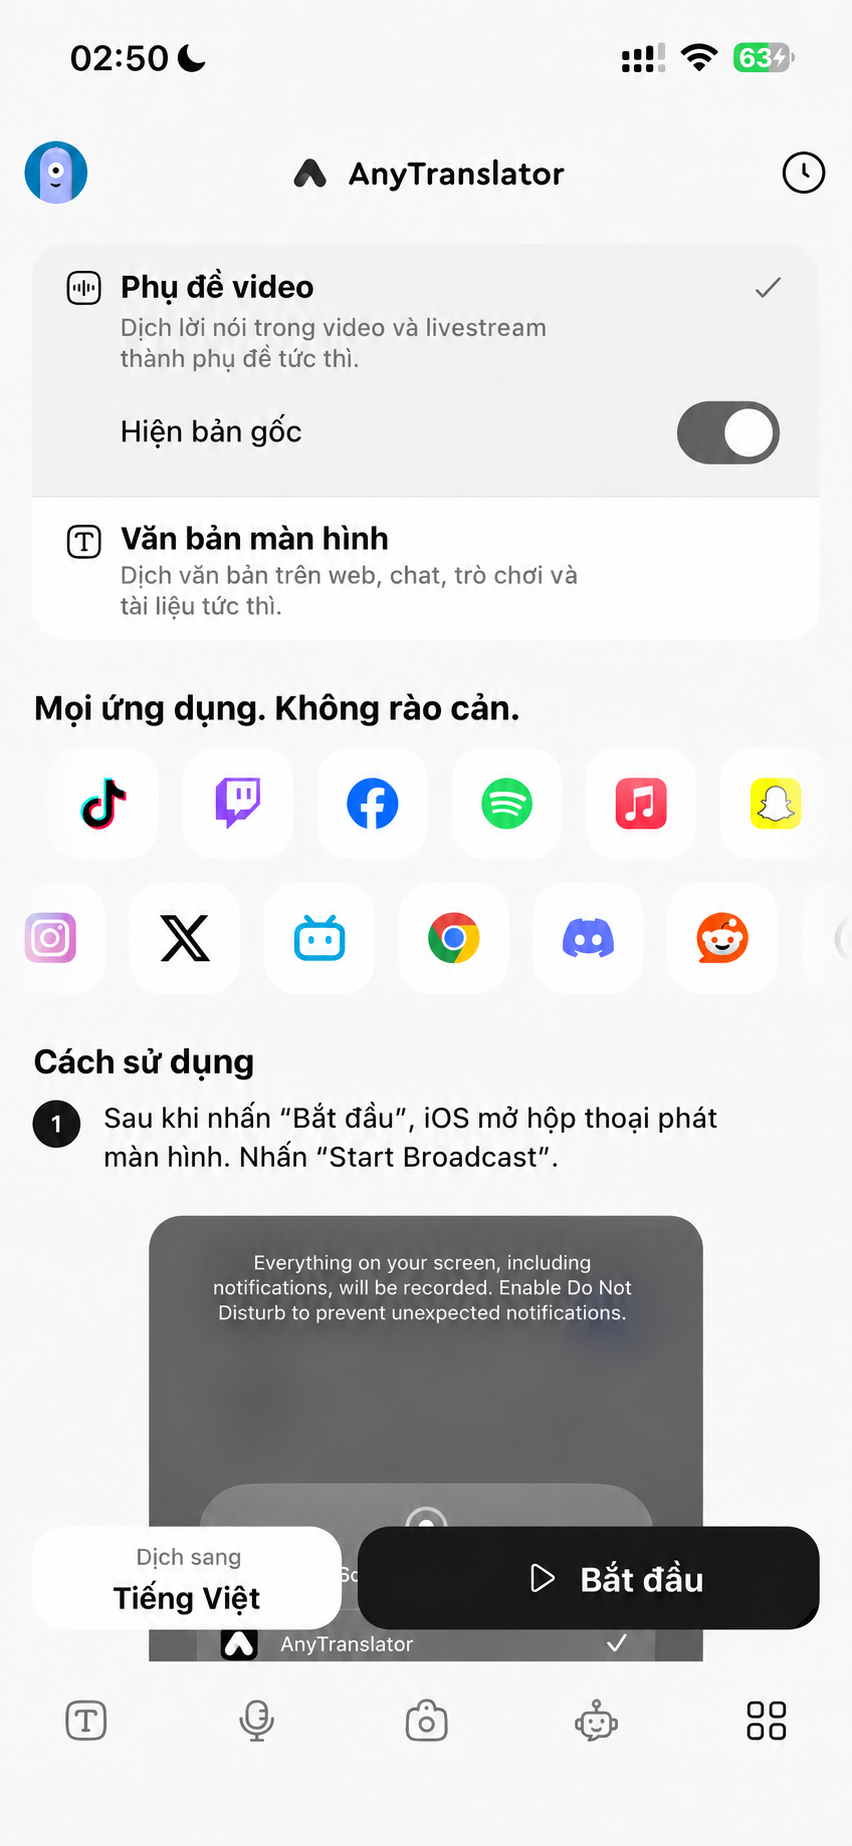 02:50
63
AnyTranslator
Phụ đề video
Dịch lời nói trong video và livestream
thành phụ đề tức thì.
Hiện bản gốc
Văn bản màn hình
Dịch văn bản trên web, chat, trò chơi và
tài liệu tức thì.
Mọi ứng dụng. Không rào cản.
Cách sử dụng
1
Sau khi nhấn “Bắt đầu”, iOS mở hộp thoại phát
màn hình. Nhấn “Start Broadcast”.
Everything on your screen, including
notifications, will be recorded. Enable Do Not
Disturb to prevent unexpected notifications.
Dịch sang
Tiếng Việt
Bắt đầu
AnyTranslator